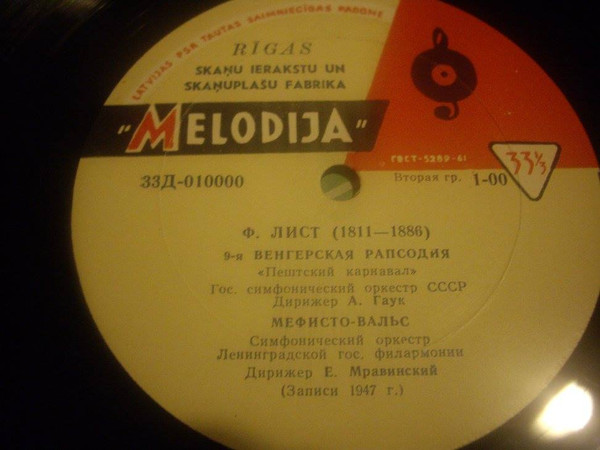 LATVIJAS PSR TAUTAS SAIMNIECĪBAS PADOME
RĪGAS
SKAŅU IERAKSTU UN
SKAŅUPLAŠU FABRIKA
"MELODIJA"
ГОСТ-5289-61
33⅓
33Д-010000
Вторая гр. 1-00
Ф. ЛИСТ (1811—1886)
9-я ВЕНГЕРСКАЯ РАПСОДИЯ
«Пештский карнавал»
Гос. симфонический оркестр СССР
Дирижер А. Гаук
МЕФИСТО-ВАЛЬС
Симфонический оркестр
Ленинградской гос. филармонии
Дирижер Е. Мравинский
(Записи 1947 г.)